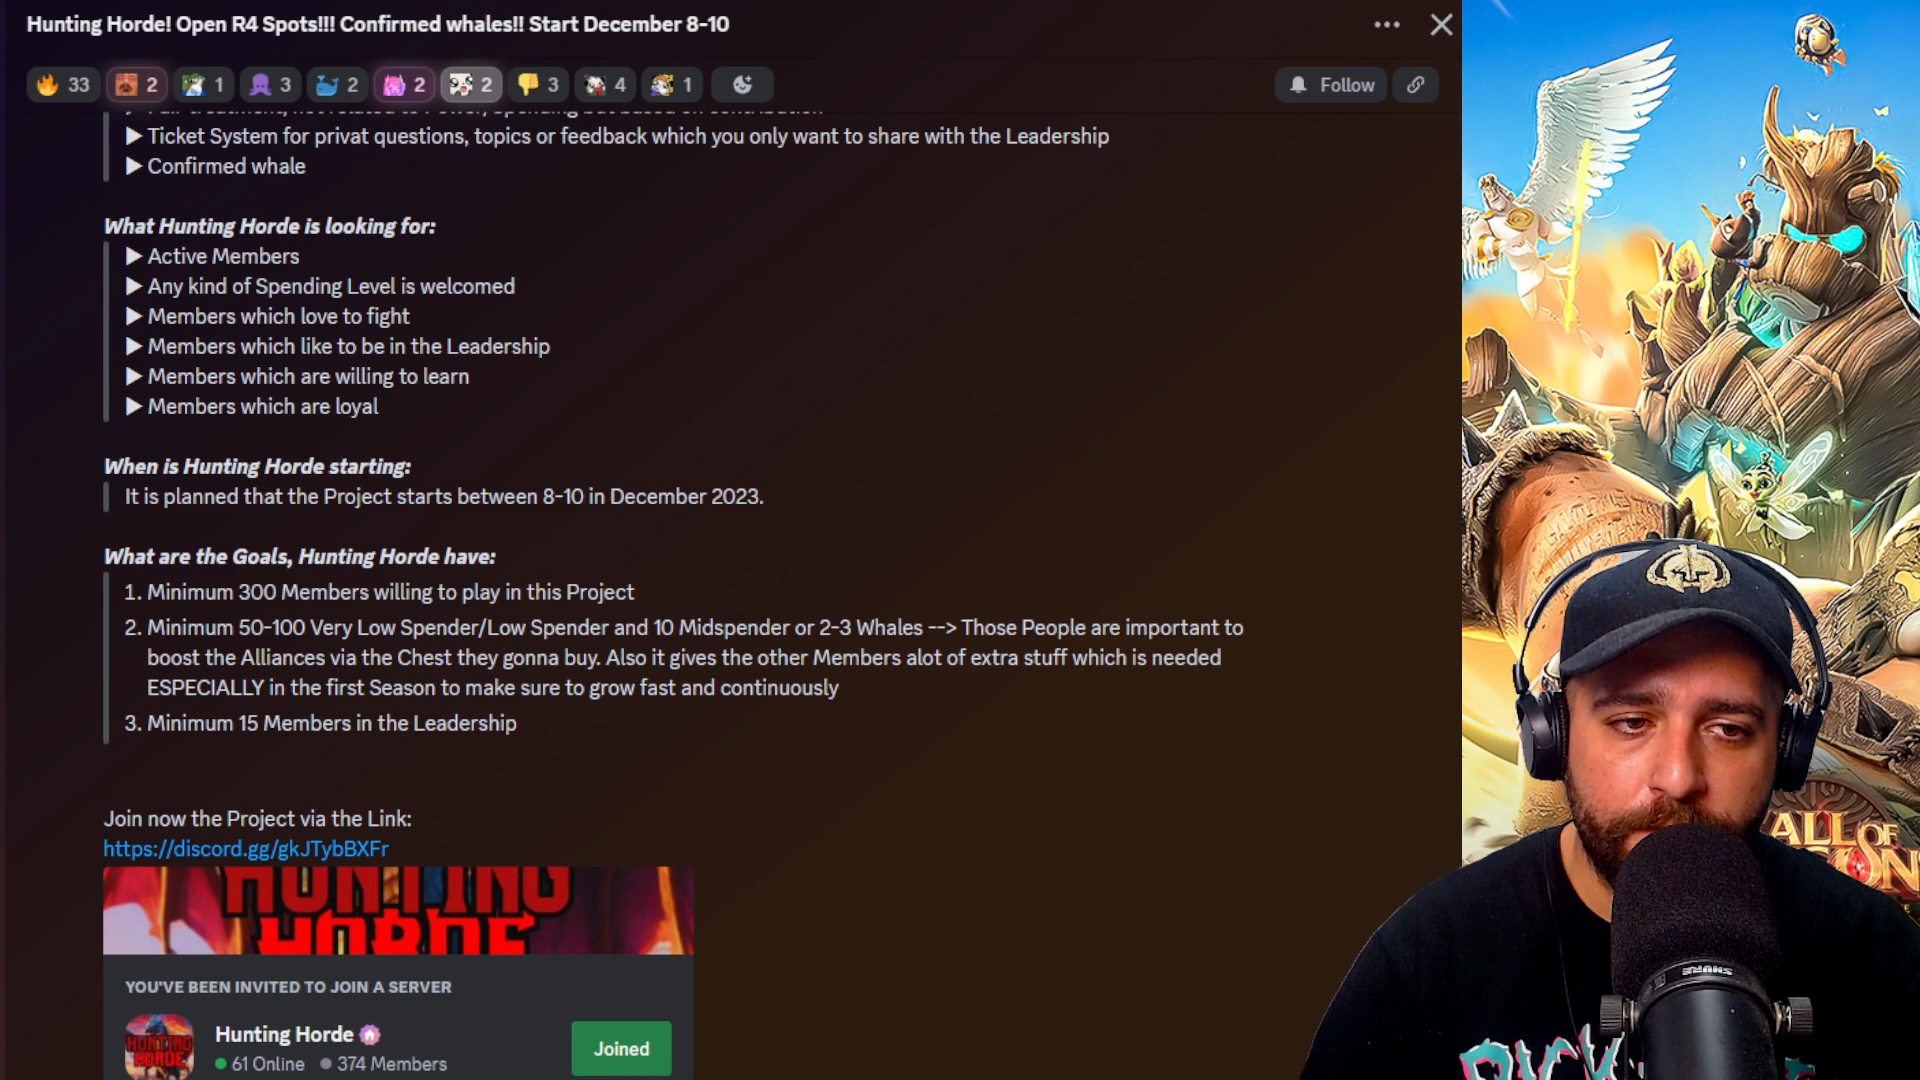 Hunting Horde! Open R4 Spots!!! Confirmed whales!! Start December 8-10
33 2 1 3 2 2 2 3 4 1
Follow
▶ Ticket System for privat questions, topics or feedback which you only want to share with the Leadership
▶ Confirmed whale
What Hunting Horde is looking for:
▶ Active Members
▶ Any kind of Spending Level is welcomed
▶ Members which love to fight
▶ Members which like to be in the Leadership
▶ Members which are willing to learn
▶ Members which are loyal
When is Hunting Horde starting:
It is planned that the Project starts between 8-10 in December 2023.
What are the Goals, Hunting Horde have:
1. Minimum 300 Members willing to play in this Project
2. Minimum 50-100 Very Low Spender/Low Spender and 10 Midspender or 2-3 Whales --> Those People are important to
boost the Alliances via the Chest they gonna buy. Also it gives the other Members alot of extra stuff which is needed
ESPECIALLY in the first Season to make sure to grow fast and continuously
3. Minimum 15 Members in the Leadership
Join now the Project via the Link:
https://discord.gg/gkJTybBXFr
HUNTING
HORDE
YOU'VE BEEN INVITED TO JOIN A SERVER
HUNTING
HORDE
Hunting Horde
61 Online 374 Members
Joined
ALL OF
SHURE